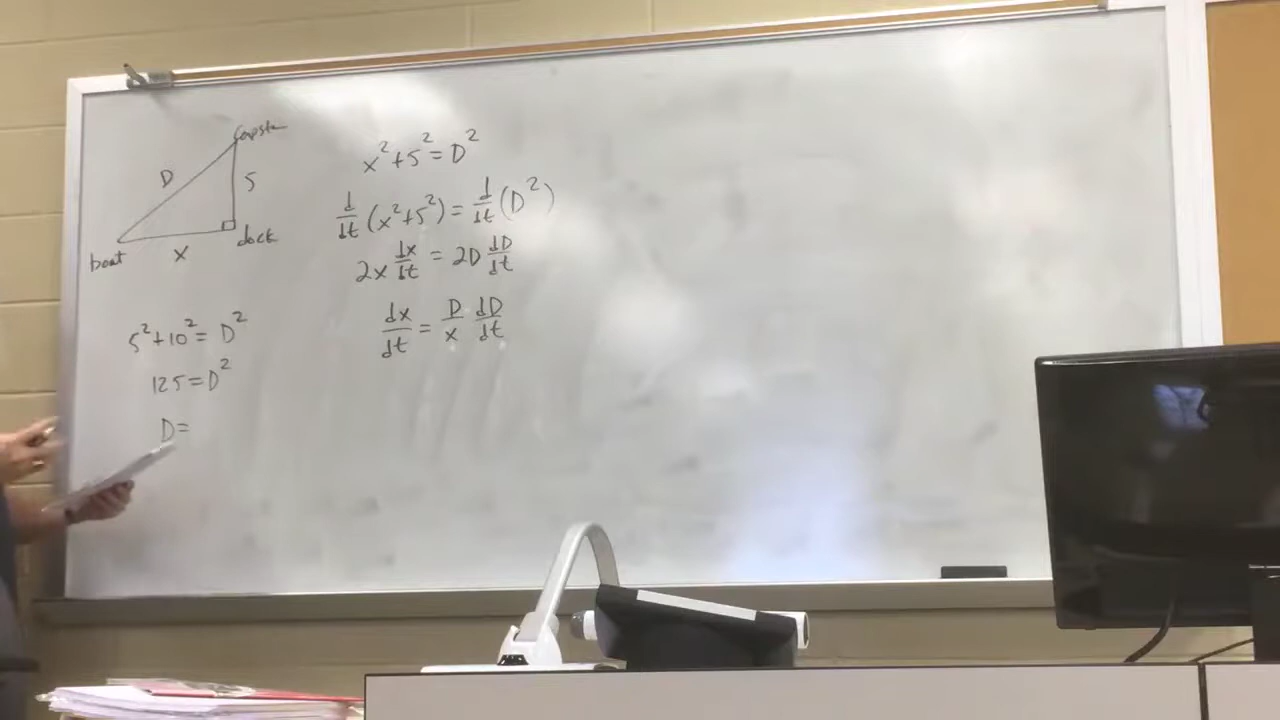 Capstan
D
5
dock
boat
x
5² + 10² = D²
125 = D²
D =
x² + 5² = D²
d/dt (x² + 5²) = d/dt (D²)
2x dx/dt = 2D dD/dt
dx/dt = D/x dD/dt